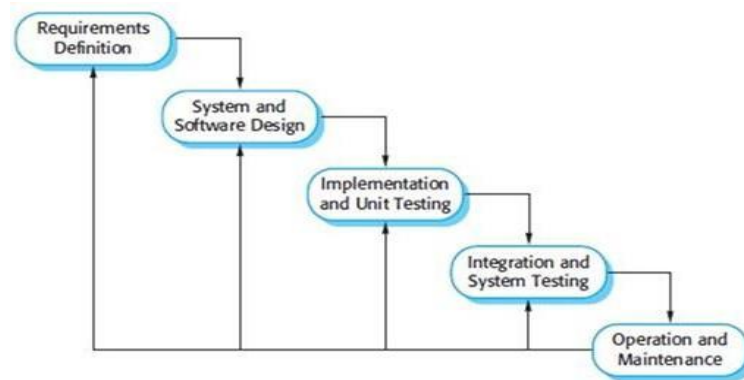 Requirements
Definition
System and
Software Design
Implementation
and Unit Testing
Integration and
System Testing
Operation and
Maintenance